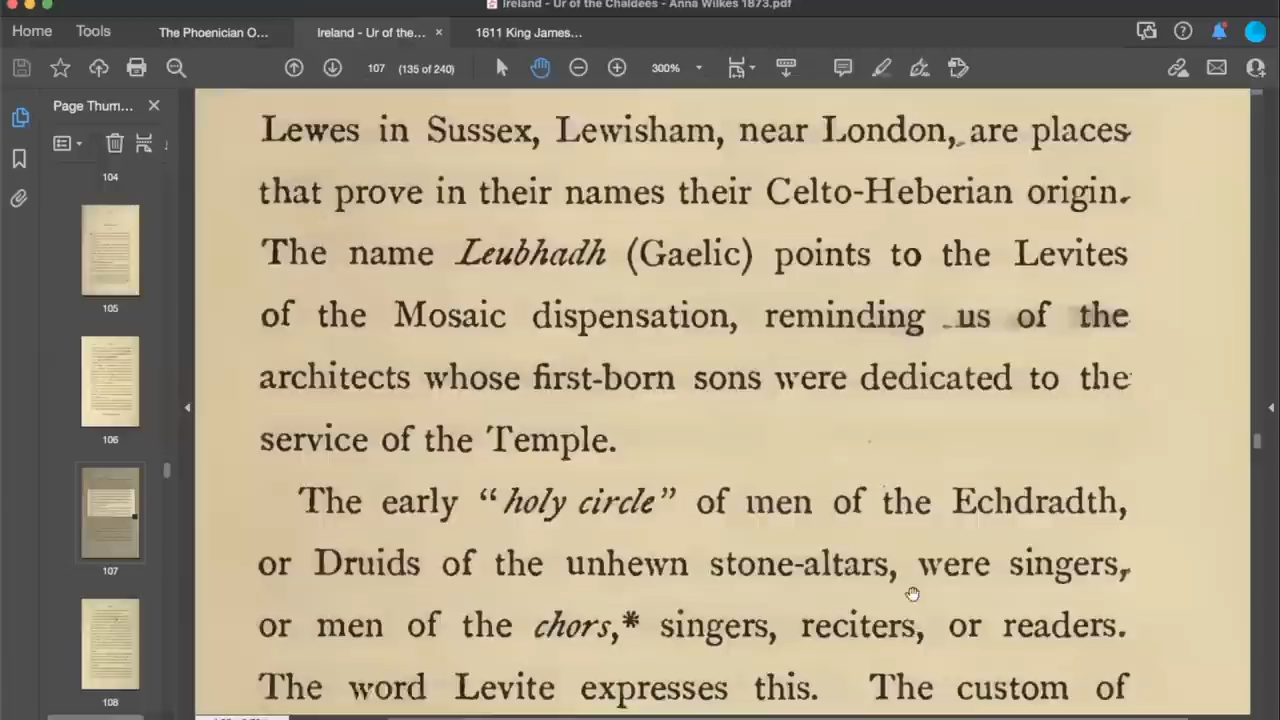 Ireland - Ur of the Chaldees - Anna Wilkes 1873.pdf
Home Tools The Phoenician O... Ireland - Ur of the... × 1611 King James...
107 (135 of 240) 300%
Page Thum...
104
105
106
107
108
Lewes in Sussex, Lewisham, near London, are places
that prove in their names their Celto-Heberian origin.
The name Leubhadh (Gaelic) points to the Levites
of the Mosaic dispensation, reminding us of the
architects whose first-born sons were dedicated to the
service of the Temple.
The early “holy circle” of men of the Echdradth,
or Druids of the unhewn stone-altars, were singers,
or men of the chors,* singers, reciters, or readers.
The word Levite expresses this. The custom of